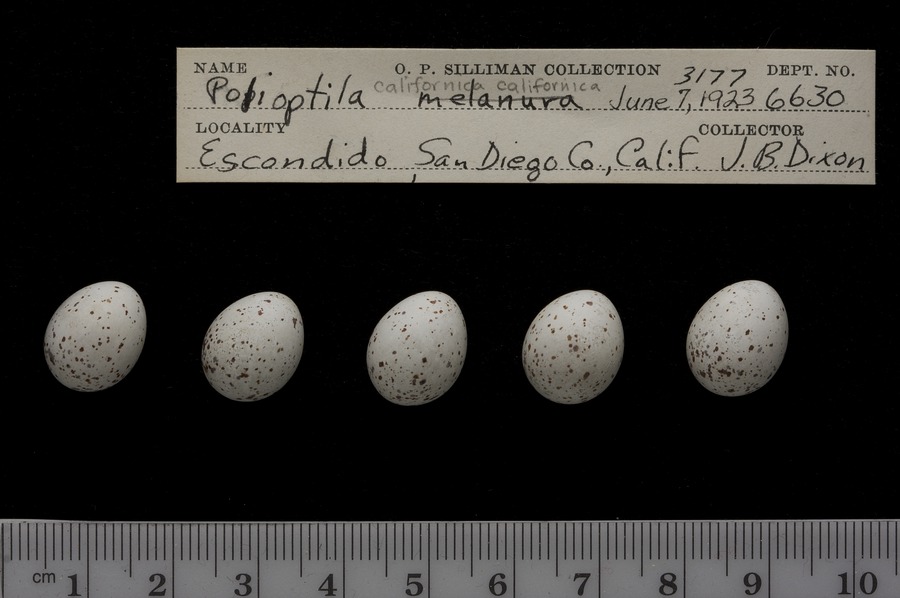 NAME O. P. SILLIMAN COLLECTION 3177 DEPT. NO.
californica californica
Polioptila melanura June 7, 1923 6630
LOCALITY COLLECTOR
Escondido, San Diego Co., Calif. J. B. Dixon
cm 1 2 3 4 5 6 7 8 9 10